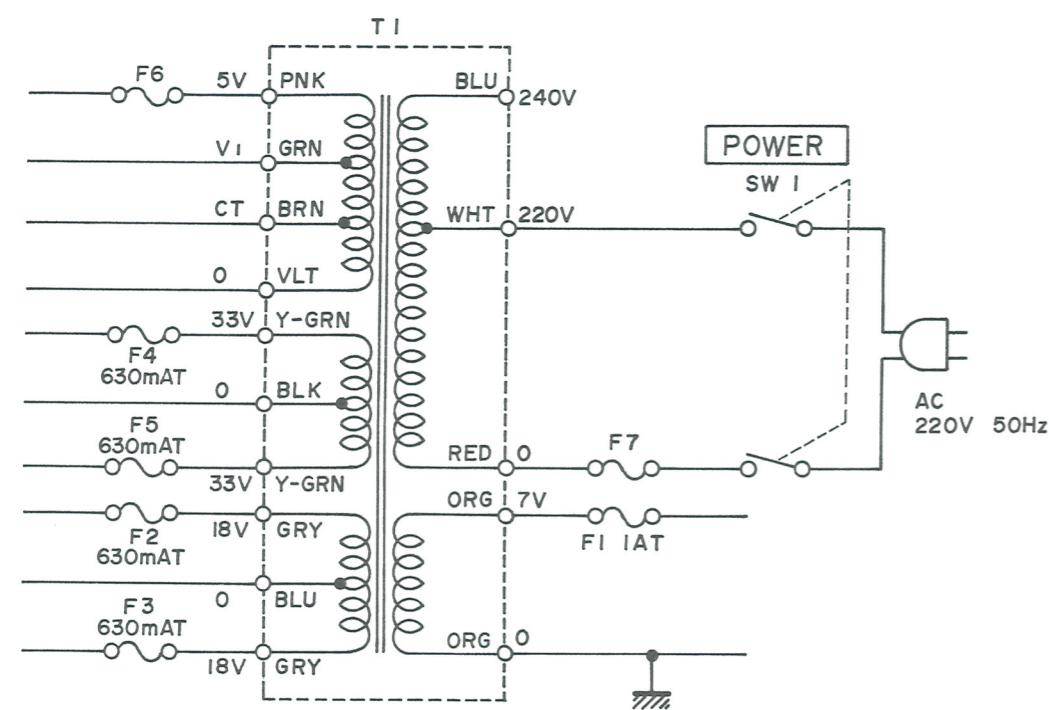 T1
F6 5V PNK BLU 240V
V1 GRN
POWER
SW 1
CT BRN WHT 220V
0 VLT
33V Y-GRN
F4
630mAT
0 BLK
AC
220V 50Hz
F5
630mAT
RED 0 F7
33V Y-GRN
ORG 7V
18V GRY
F2
630mAT
F1 1AT
0 BLU
F3
630mAT
ORG 0
18V GRY